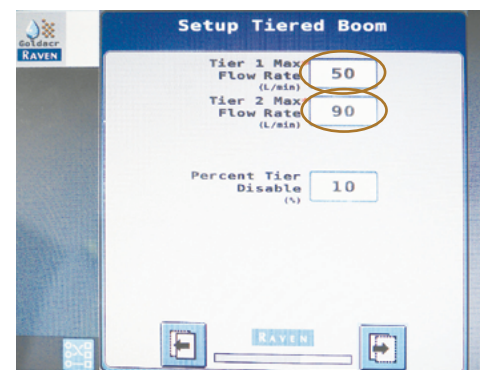 Setup Tiered Boom
Goldacr
RAVEN
Tier 1 Max
Flow Rate
(L/min)
50
Tier 2 Max
Flow Rate
(L/min)
90
Percent Tier
Disable
(%)
10
RAVEN